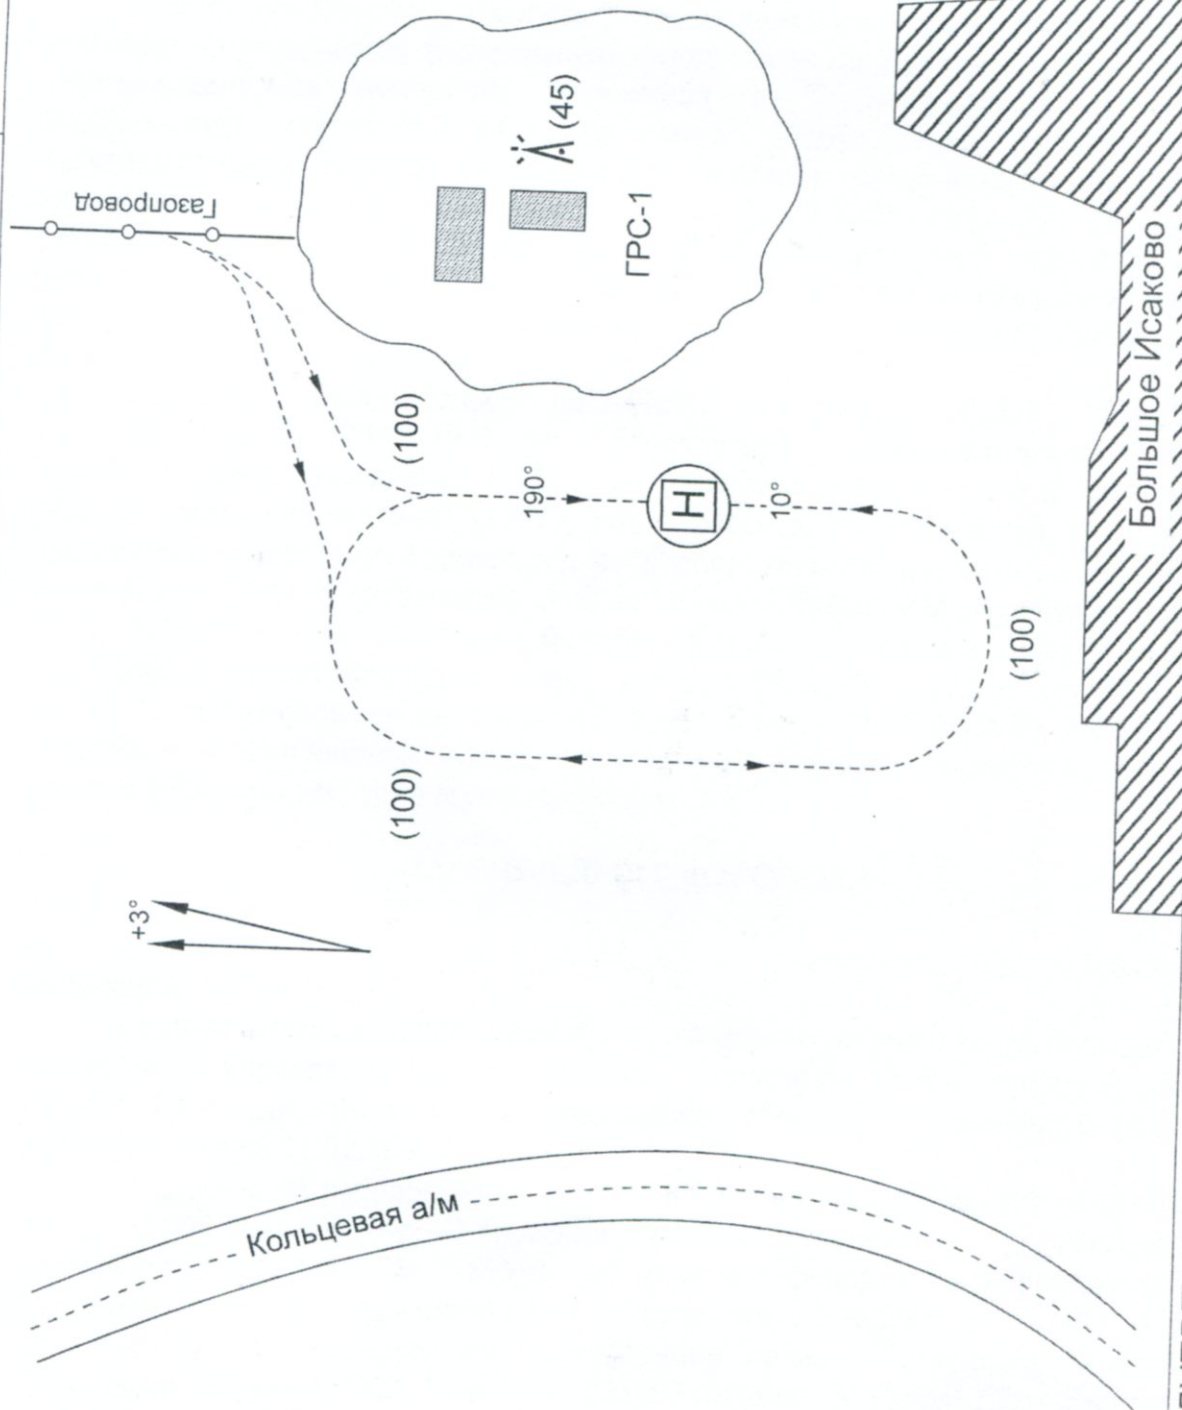 Газопровод
(45)
ГРС-1
(100)
190°
H
10°
(100)
(100)
+3°
Большое Исаково
Кольцевая а/м